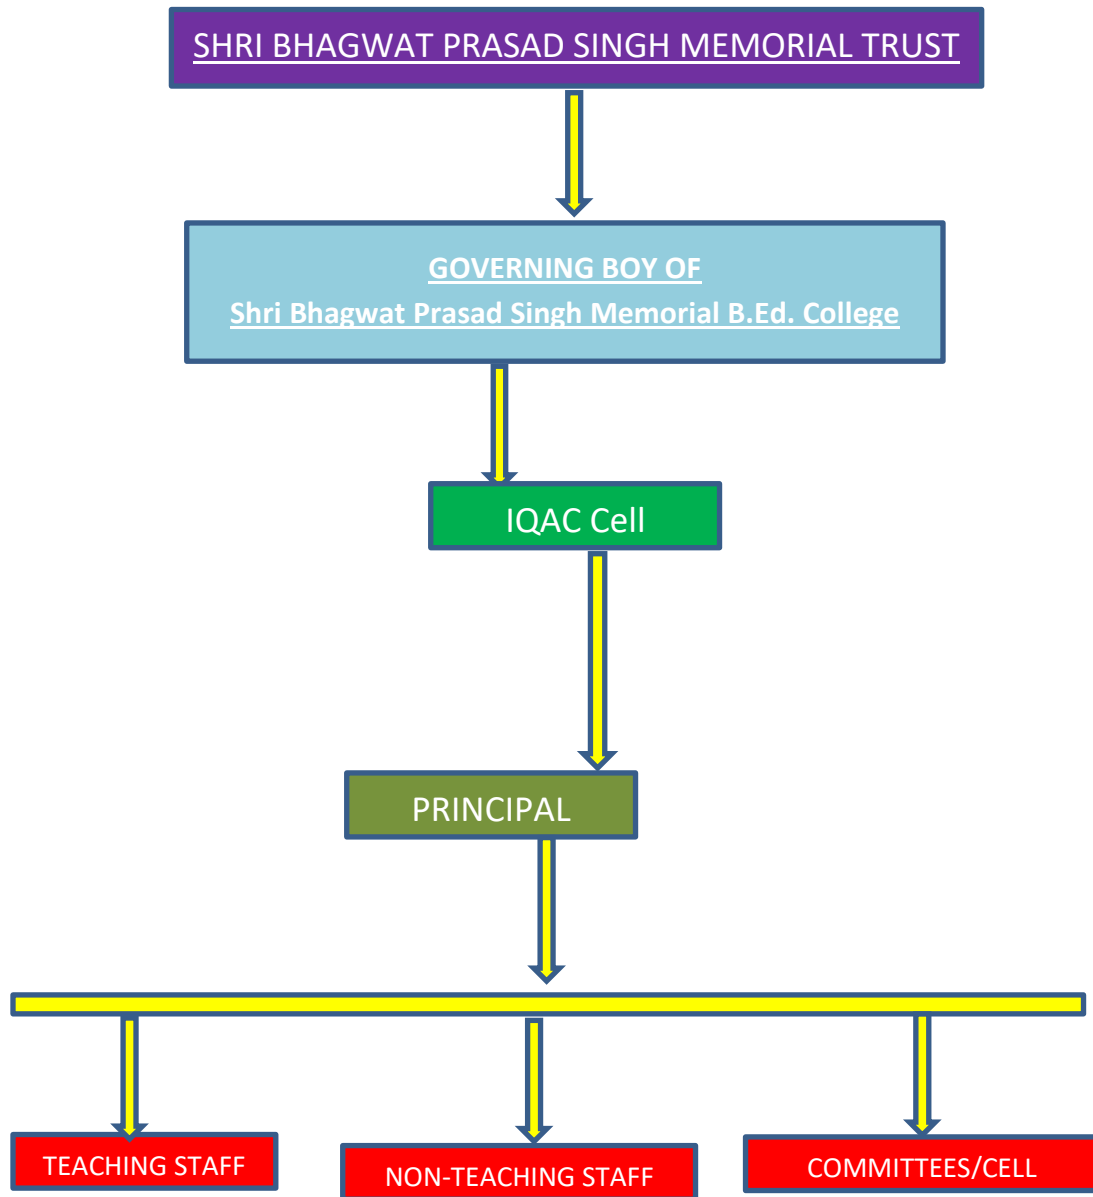 SHRI BHAGWAT PRASAD SINGH MEMORIAL TRUST
GOVERNING BOY OF
Shri Bhagwat Prasad Singh Memorial B.Ed. College
IQAC Cell
PRINCIPAL
TEACHING STAFF
NON-TEACHING STAFF
COMMITTEES/CELL